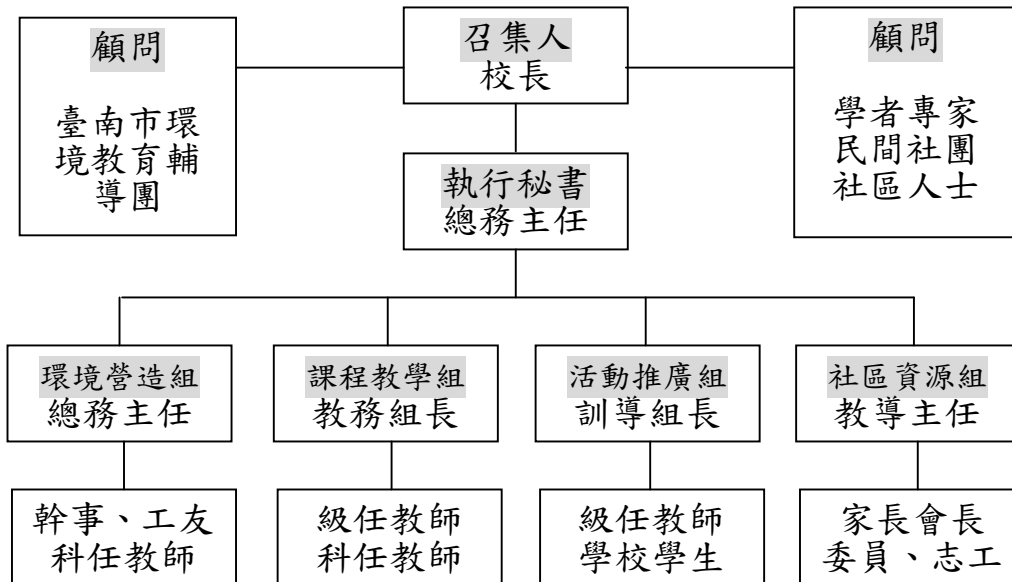 顧問
臺南市環
境教育輔
導團
召集人
校長
顧問
學者專家
民間社團
社區人士
執行秘書
總務主任
環境營造組
總務主任
課程教學組
教務組長
活動推廣組
訓導組長
社區資源組
教導主任
幹事、工友
科任教師
級任教師
科任教師
級任教師
學校學生
家長會長
委員、志工